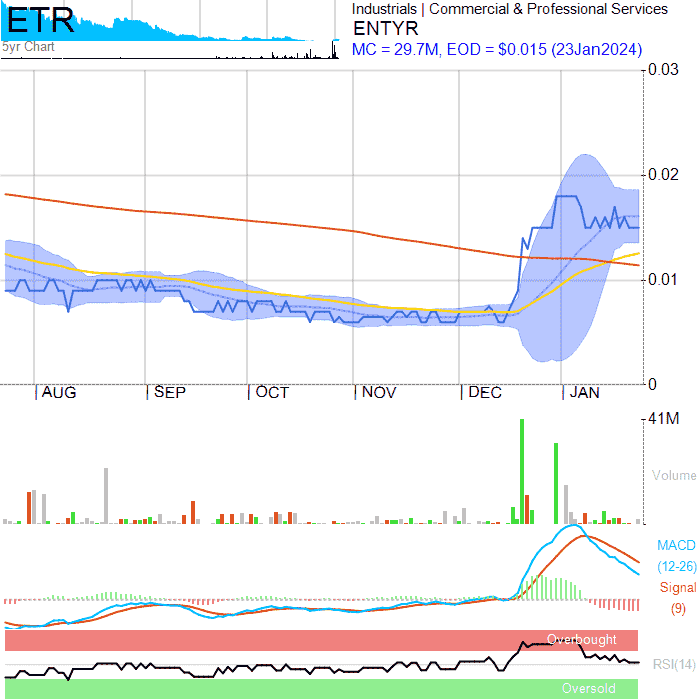 ETR
5yr Chart
Industrials | Commercial & Professional Services
ENTYR
MC = 29.7M, EOD = $0.015 (23Jan2024)
0.03
0.02
0.01
0
AUG SEP OCT NOV DEC JAN
41M
Volume
MACD
(12-26)
Signal
(9)
Overbought
RSI(14)
Oversold